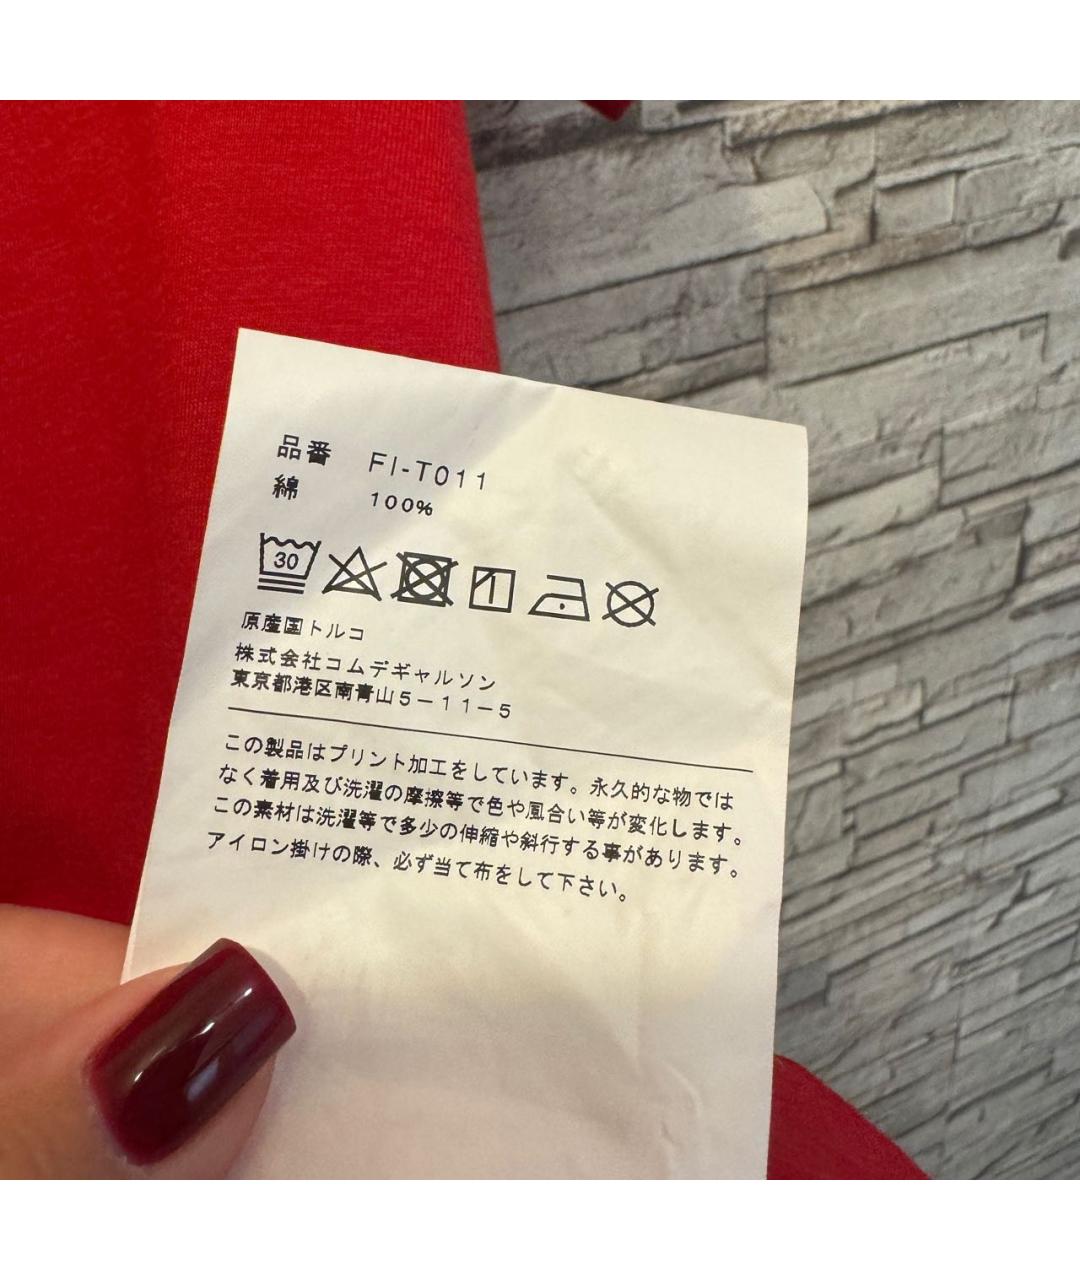 品番 FI-T011
綿 100%
30
原産国トルコ
株式会社コムデギャルソン
東京都港区南青山5-11-5
この製品はプリント加工をしています。永久的な物では
なく着用及び洗濯の摩擦等で色や風合い等が変化します。
この素材は洗濯等で多少の伸縮や斜行する事があります。
アイロン掛けの際、必ず当て布をして下さい。